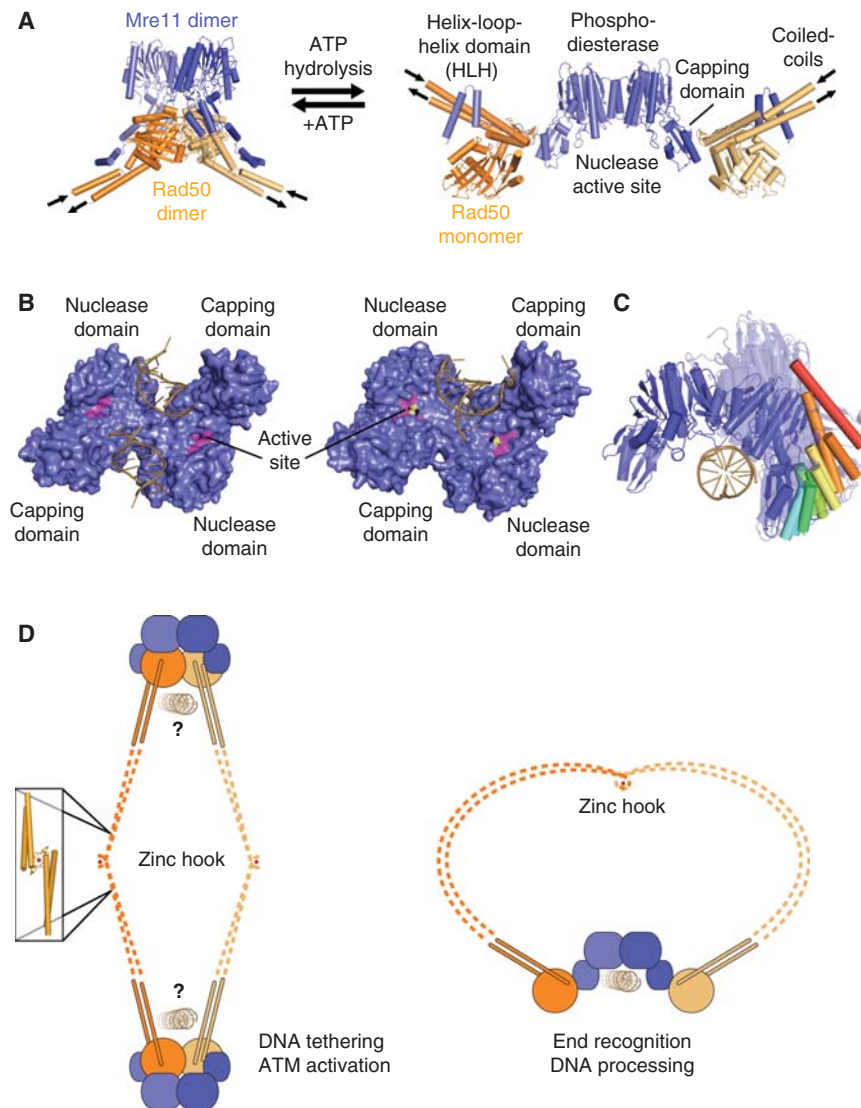 A
Mre11 dimer
Rad50
dimer
ATP
hydrolysis
+ATP
Helix-loop-
helix domain
(HLH)
Phospho-
diesterase
Coiled-
coils
Capping
domain
Nuclease
active site
Rad50
monomer
B
Nuclease
domain
Capping
domain
Nuclease
domain
Capping
domain
Active
site
Capping
domain
Nuclease
domain
Capping
domain
Nuclease
domain
C
D
?
Zinc hook
?
DNA tethering
ATM activation
Zinc hook
End recognition
DNA processing